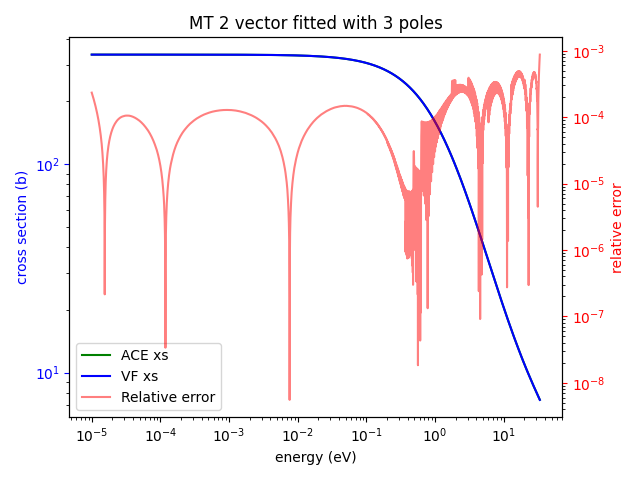 MT 2 vector fitted with 3 poles
cross section (b)
10²
10¹
10⁻³
10⁻⁴
10⁻⁵
10⁻⁶
10⁻⁷
10⁻⁸
relative error
ACE xs
VF xs
Relative error
10⁻⁵ 10⁻⁴ 10⁻³ 10⁻² 10⁻¹ 10⁰ 10¹
energy (eV)